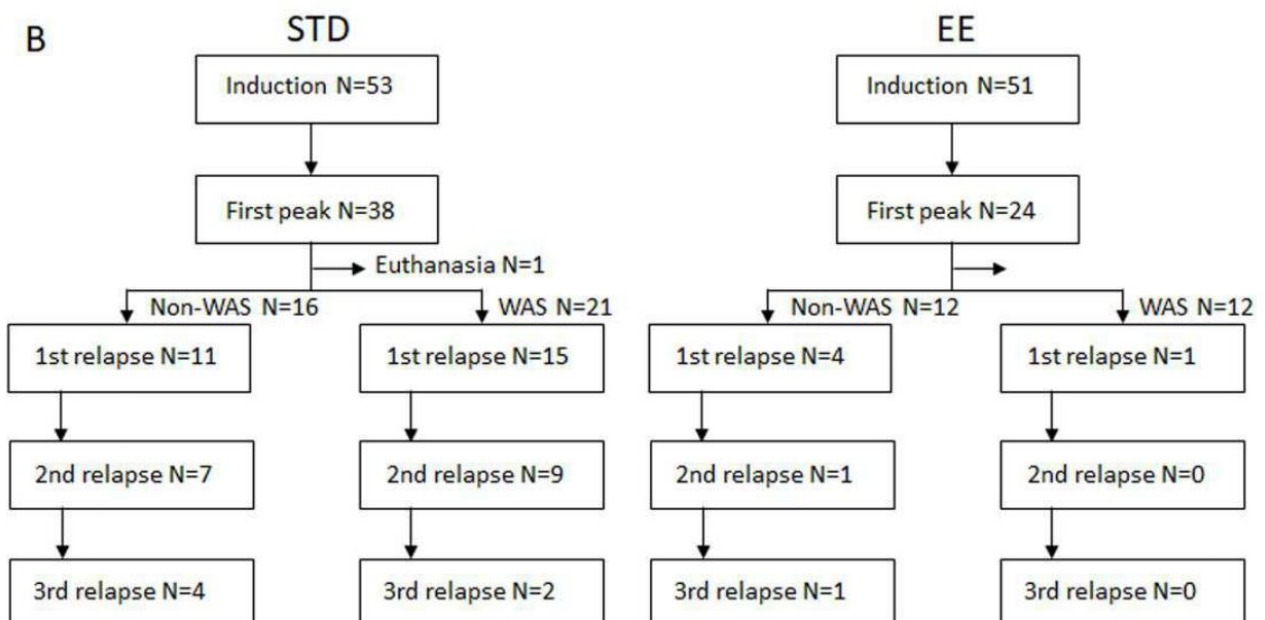 B
STD
Induction N=53
First peak N=38
Euthanasia N=1
Non-WAS N=16
WAS N=21
1st relapse N=11
1st relapse N=15
2nd relapse N=7
2nd relapse N=9
3rd relapse N=4
3rd relapse N=2
EE
Induction N=51
First peak N=24
Non-WAS N=12
WAS N=12
1st relapse N=4
1st relapse N=1
2nd relapse N=1
2nd relapse N=0
3rd relapse N=1
3rd relapse N=0